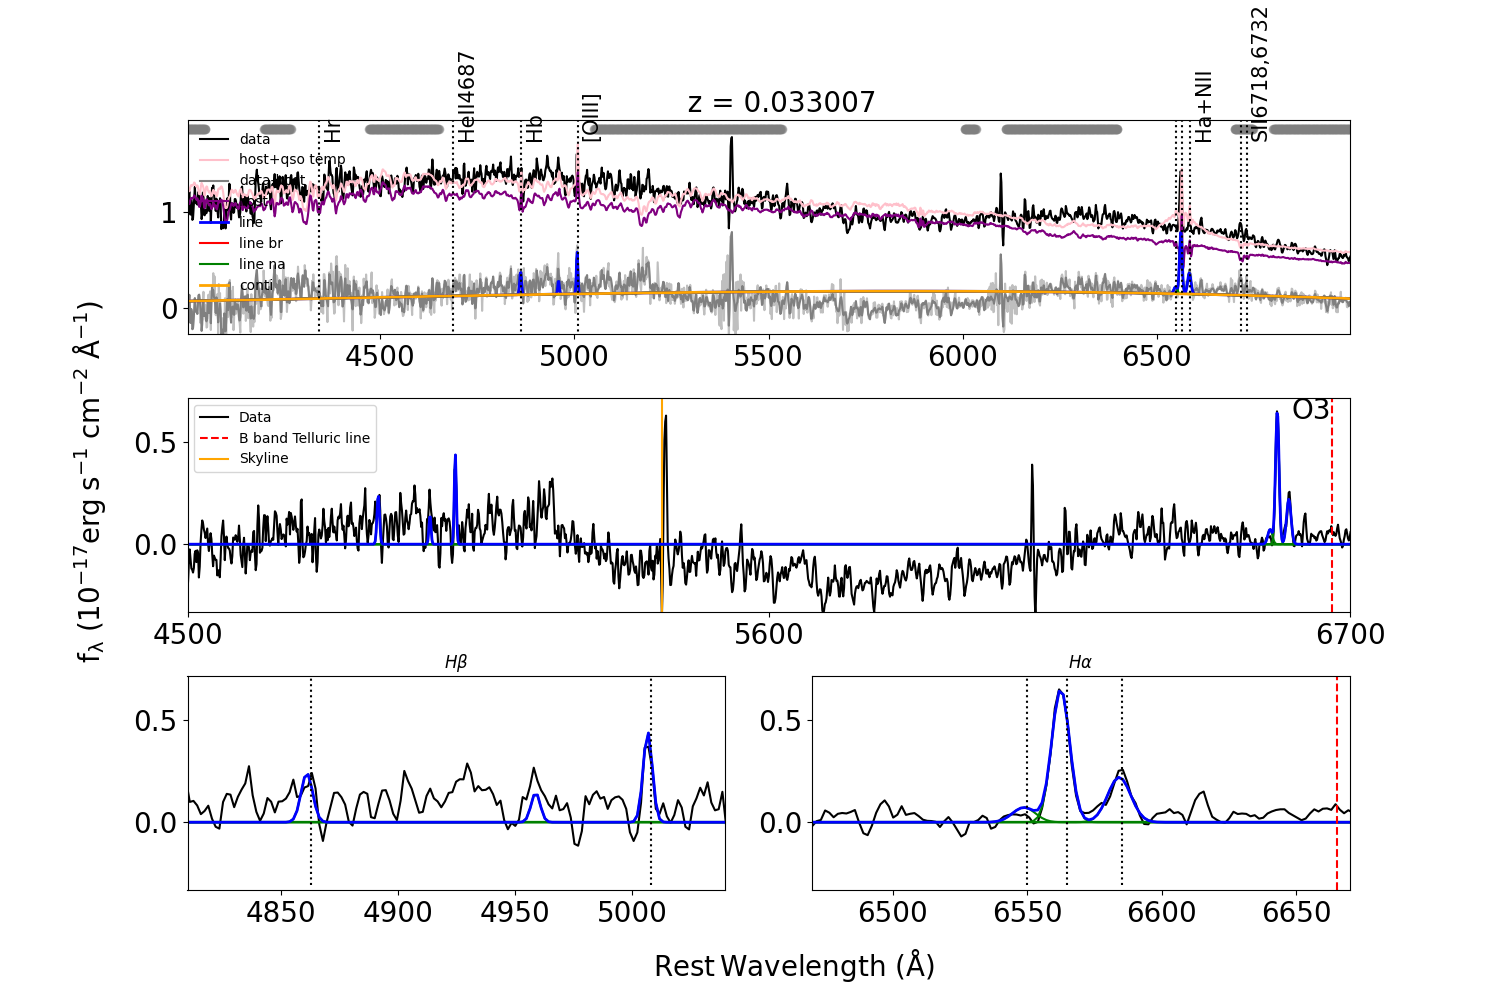 z = 0.033007
Hr
HeII4687
Hb
[OIII]
Ha+NII
SII6718,6732
data
host+qso temp
line
line br
line na
conti
1
0
4500 5000 5500 6000 6500
Data
B band Telluric line
Skyline
O3
0.5
0.0
4500 5600 6700
fλ (10⁻¹⁷erg s⁻¹ cm⁻² Å⁻¹)
Hβ
0.5
0.0
4850 4900 4950 5000
Hα
0.5
0.0
6500 6550 6600 6650
Rest Wavelength (Å)